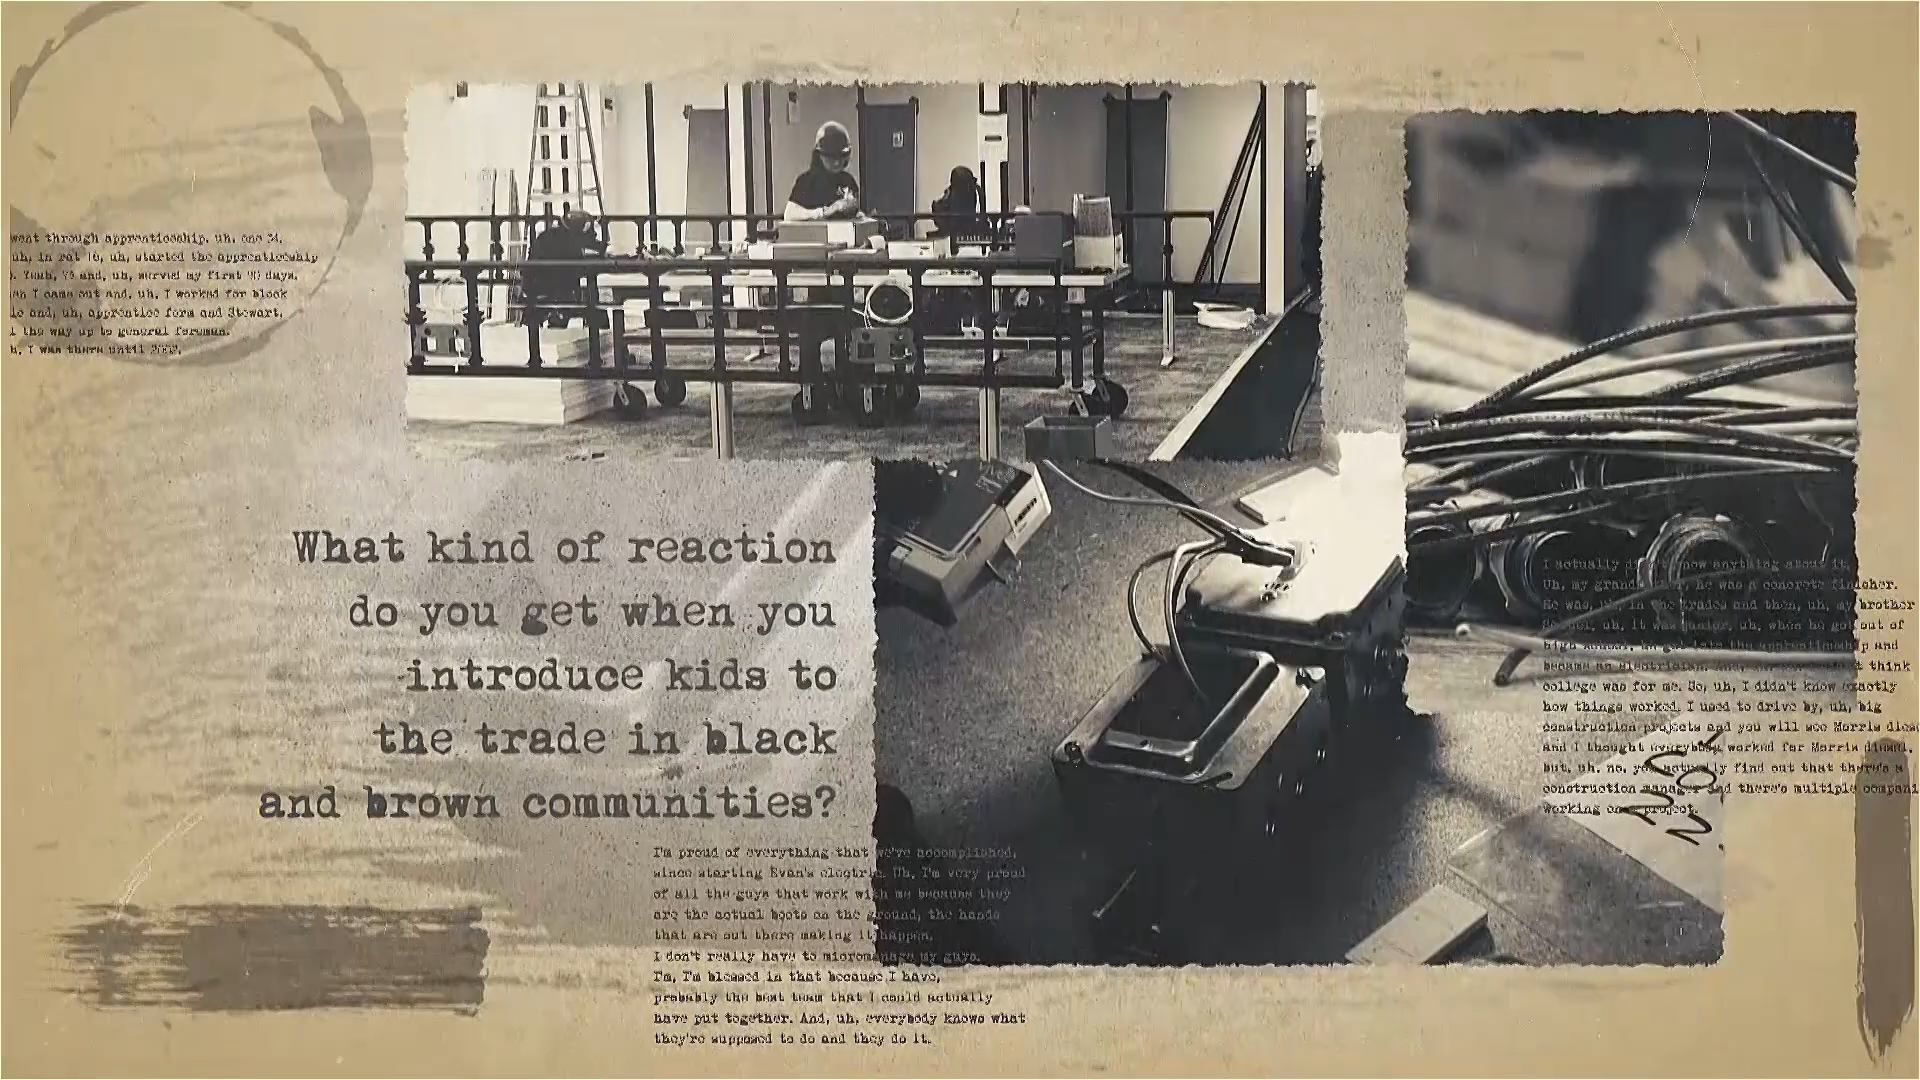 went through apprenticeship. uh, one
uh, in started the apprenticeship
Yeah, and, uh, served my first 90 days.
I came out and, uh, I worked for block
and, uh, apprentice form and Stewart,
the way up to general foreman.
I was there until
What kind of reaction
do you get when you
introduce kids to
the trade in black
and brown communities?
I actually didn't know anything about it.
Uh, my he was a concrete finisher.
He was, in the trades and then, uh, my brother
uh, it was uh, when he got out of
high school, he got into the apprenticeship and
became an electrician. think
college was for me. So, uh, I didn't know exactly
how things worked. I used to drive by, uh, big
construction projects and you will see Morris
And I thought everybody worked for Morris
but, uh, no, you actually find out that there's a
construction manager and there's multiple compani
working on a project.
I'm proud of everything that we've accomplished,
since starting Evan's electric. Uh, I'm very proud
of all the guys that work with me because they
are the actual boots on the ground, the hands
that are out there making it happen.
I don't really have to micromanage my guys.
I'm, I'm blessed in that because I have,
probably the best team that I could actually
have put together. And, uh, everybody knows what
they're supposed to do and they do it.